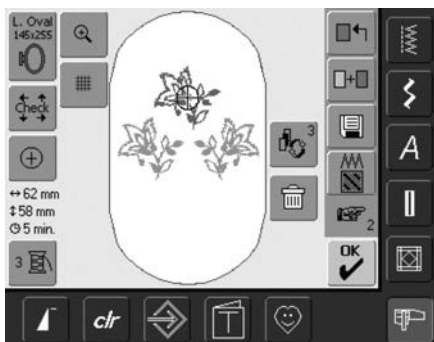 L. Oval
145x255
Check
3
↔ 62 mm
↕ 58 mm
5 min.
2
OK
3
A
clr
T